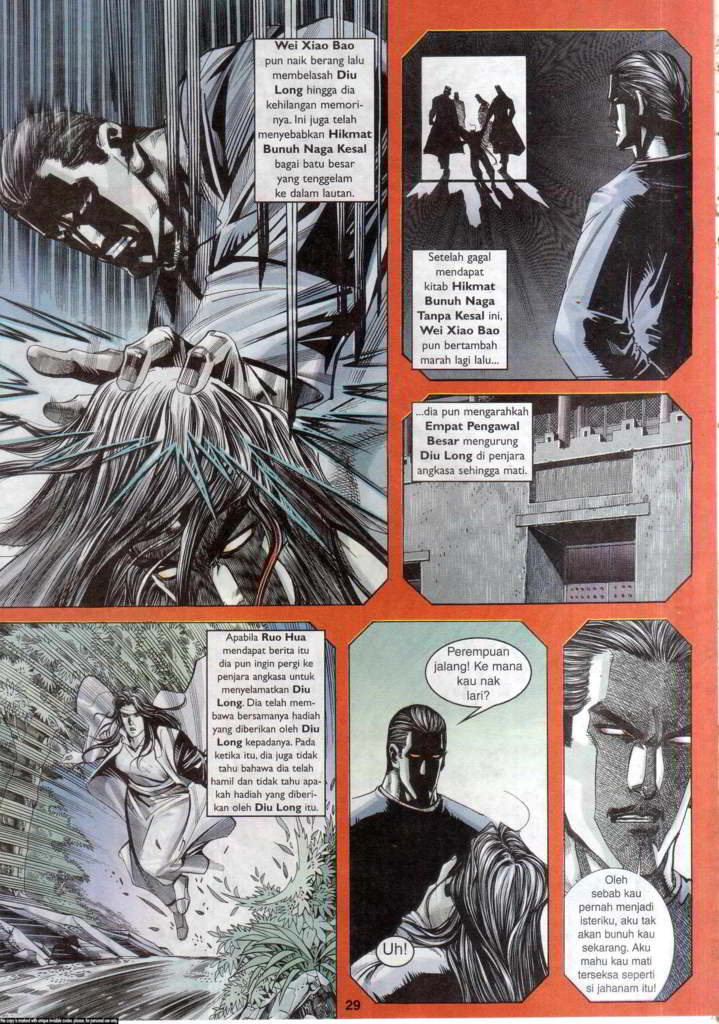 Wei Xiao Bao
pun naik berang lalu
membelasah Diu
Long hingga dia
kehilangan memori-
nya. Ini juga telah
menyebabkan Hikmat
Bunuh Naga Kesal
bagai batu besar
yang tenggelam
ke dalam lautan.
Setelah gagal
mendapat
kitab Hikmat
Bunuh Naga
Tanpa Kesal ini,
Wei Xiao Bao
pun bertambah
marah lagi lalu...
...dia pun mengarahkah
Empat Pengawal
Besar mengurung
Diu Long di penjara
angkasa sehingga mati.
Apabila Ruo Hua
mendapat berita itu
dia pun ingin pergi ke
penjara angkasa untuk
menyelamatkan Diu
Long. Dia telah mem-
bawa bersamanya hadiah
yang diberikan oleh Diu
Long kepadanya. Pada
ketika itu, dia juga tidak
tahu bahawa dia telah
hamil dan tidak tahu apa-
kah hadiah yang diberi-
kan oleh Diu Long itu.
Perempuan
jalang! Ke mana
kau nak
lari?
Uh!
Oleh
sebab kau
pernah menjadi
isteriku, aku tak
akan bunuh kau
sekarang. Aku
mahu kau mati
terseksa seperti
si jahanam itu!
29